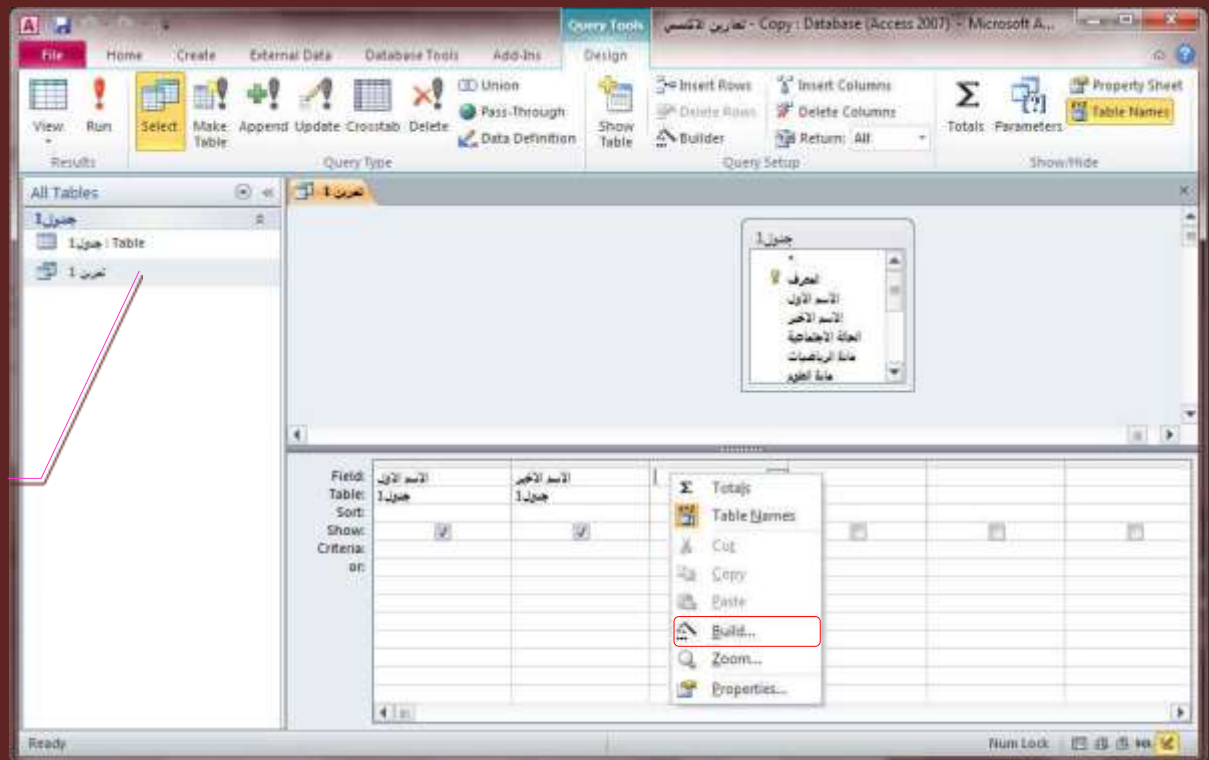 Query Tools
تمارين الاكسس - Copy : Database (Access 2007) - Microsoft A...
File Home Create External Data Database Tools Add-Ins Design
View Run Select Make Table Append Update Crosstab Delete
Union
Pass-Through
Data Definition
Show Table
Insert Rows
Delete Rows
Builder
Insert Columns
Delete Columns
Return: All
Totals Parameters
Property Sheet
Table Names
Results Query Type Query Setup Show/Hide
All Tables
جدول1
جدول1 : Table
تمرين 1
تمرين 1
جدول1
*
المعرف
الاسم الاول
الاسم الاخير
الحالة الاجتماعية
مادة الرياضيات
مادة العلوم
Field: الاسم الاول الاسم الاخير
Table: جدول1 جدول1
Sort:
Show:
Criteria:
or:
Totals
Table Names
Cut
Copy
Paste
Build...
Zoom...
Properties...
Ready Num Lock